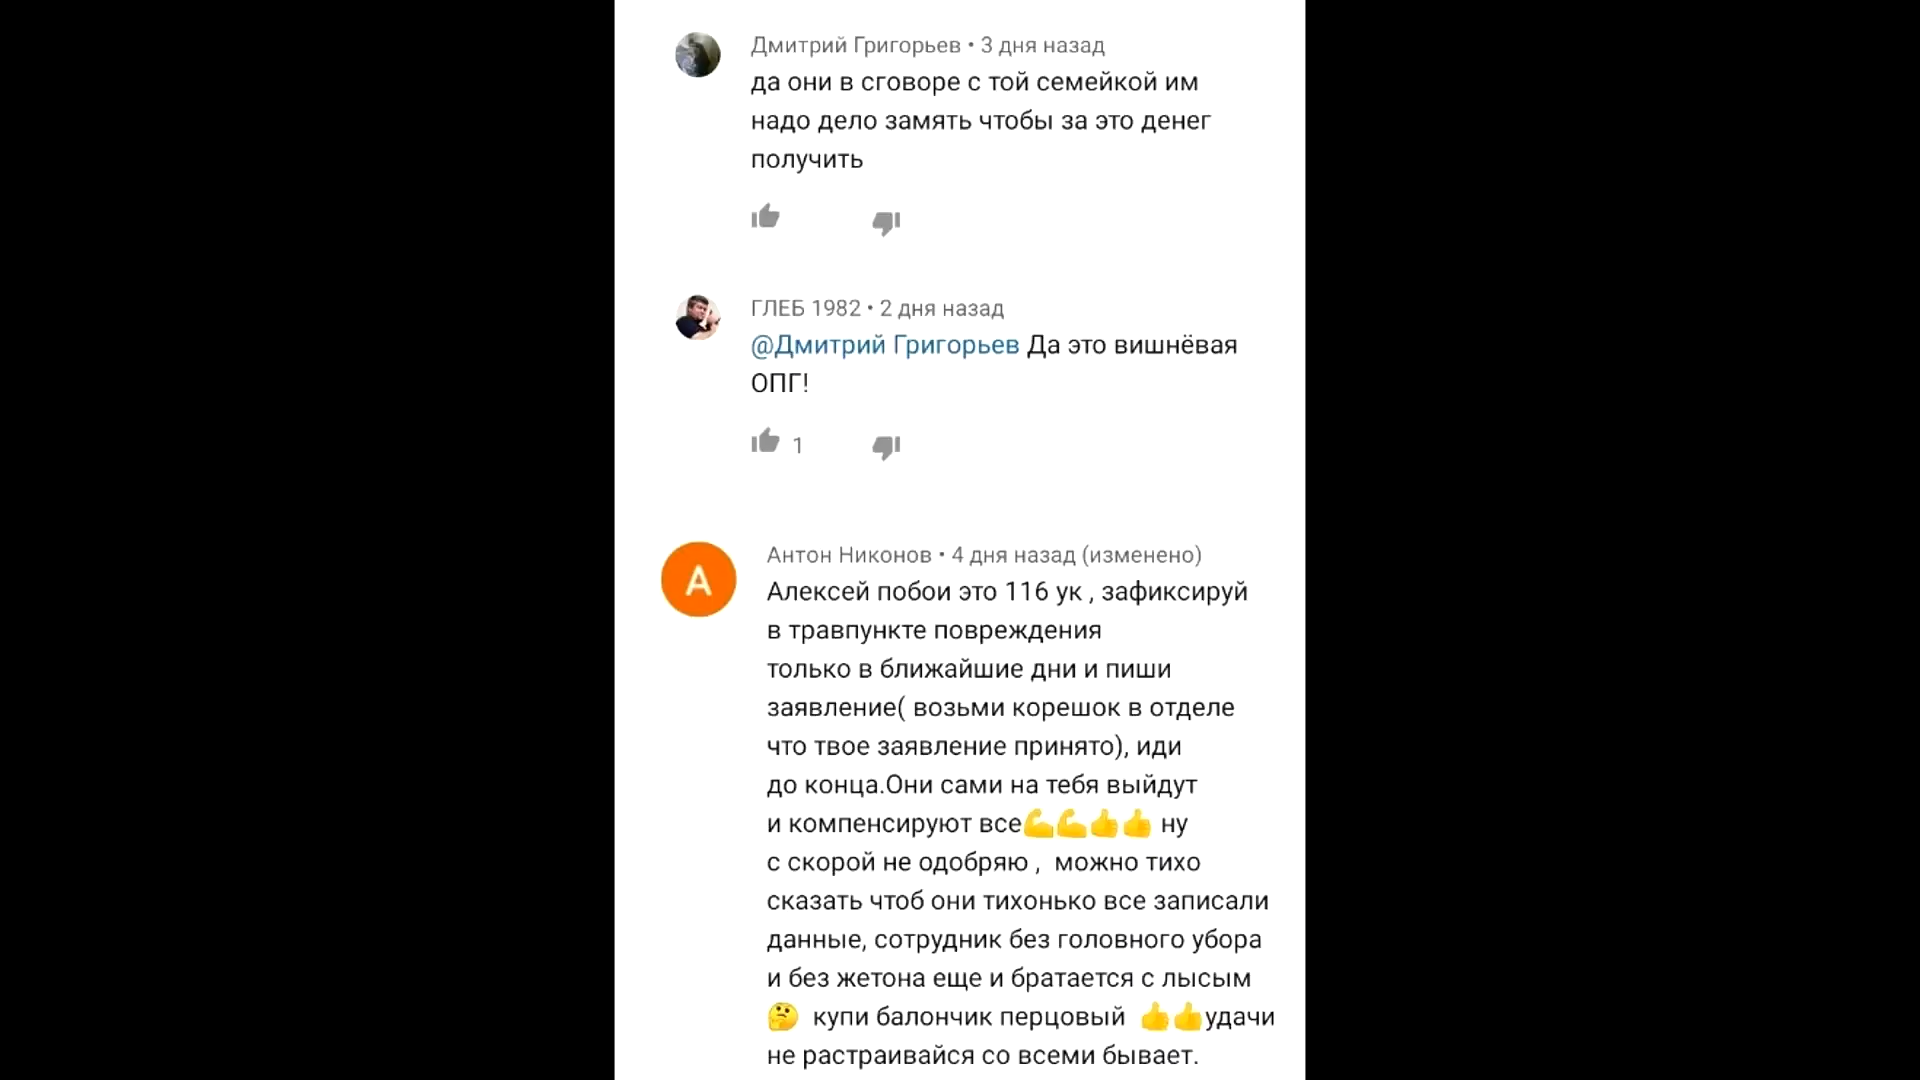 Дмитрий Григорьев • 3 дня назад
да они в сговоре с той семейкой им
надо дело замять чтобы за это денег
получить
ГЛЕБ 1982 • 2 дня назад
@Дмитрий Григорьев Да это вишнёвая
ОПГ!
1
А
Антон Никонов • 4 дня назад (изменено)
Алексей побои это 116 ук , зафиксируй
в травпункте повреждения
только в ближайшие дни и пиши
заявление( возьми корешок в отделе
что твое заявление принято), иди
до конца.Они сами на тебя выйдут
и компенсируют все💪💪👍👍 ну
с скорой не одобряю , можно тихо
сказать чтоб они тихонько все записали
данные, сотрудник без головного убора
и без жетона еще и братается с лысым
🤔 купи балончик перцовый 👍👍удачи
не растраивайся со всеми бывает.